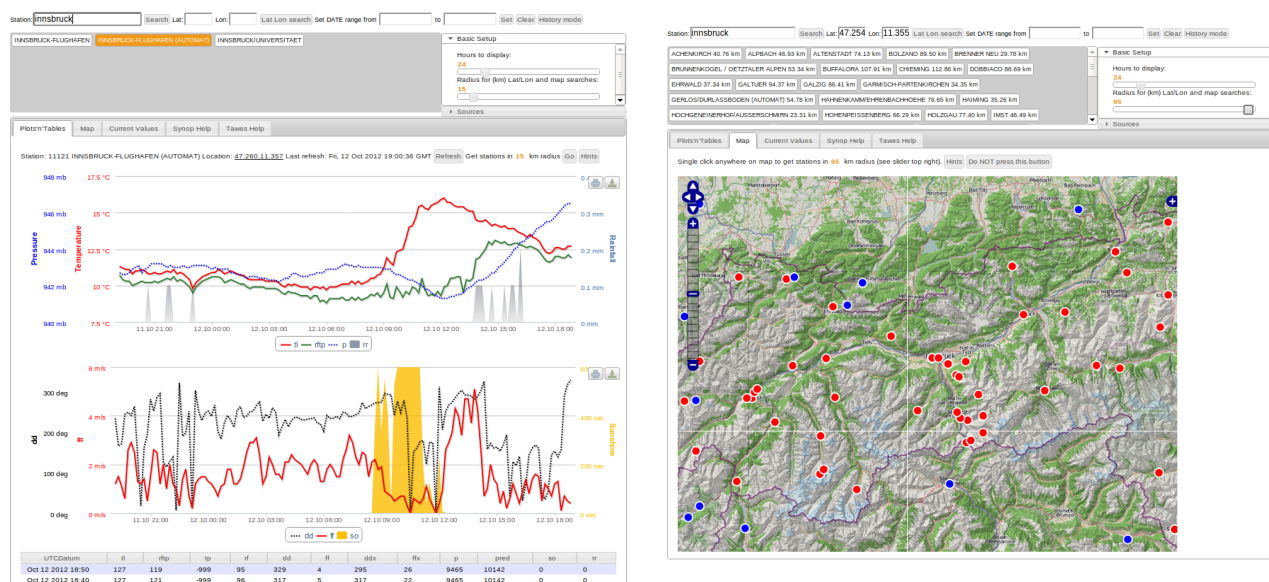 Station: innsbruck Search Lat: Lon: Lat Lon search Set DATE range from to Set Clear History mode
INNSBRUCK-FLUGHAFEN INNSBRUCK-FLUGHAFEN (AUTOMAT) INNSBRUCK/UNIVERSITAET
Basic Setup
Hours to display:
24
Radius for (km) Lat/Lon and map searches:
15
Sources
Plots'n'Tables Map Current Values Synop Help Tawes Help
Station: 11121 INNSBRUCK-FLUGHAFEN (AUTOMAT) Location: 47.260,11.357 Last refresh: Fri, 12 Oct 2012 19:00:36 GMT Refresh Get stations in 15 km radius Go Hints
948 mb 17.5 °C
946 mb 15 °C 0.3 mm
944 mb 12.5 °C 0.2 mm
942 mb 10 °C 0.1 mm
940 mb 7.5 °C 0 mm
Pressure
Temperature
Rainfall
11.10 21:00 12.10 00:00 12.10 03:00 12.10 06:00 12.10 09:00 12.10 12:00 12.10 15:00 12.10 18:00
tl rftp p rr
6 m/s
300 deg
4 m/s 400 sec.
200 deg
2 m/s 200 sec.
100 deg
0 deg 0 m/s 0 sec.
dd
ff
Sunshine
11.10 21:00 12.10 00:00 12.10 03:00 12.10 06:00 12.10 09:00 12.10 12:00 12.10 15:00 12.10 18:00
dd ff so
UTCDatum tl rftp tp rf dd ff ddx ffx p pred so rr
Oct 12 2012 18:50 127 119 -999 95 329 4 295 26 9465 10142 0 0
Oct 12 2012 18:40 127 121 -999 96 317 5 317 22 9465 10142 0 0
Station: innsbruck Search Lat: 47.254 Lon: 11.355 Lat Lon search Set DATE range from to Set Clear History mode
ACHENKIRCH 40.76 km ALPBACH 46.93 km ALTENSTADT 74.13 km BOLZANO 89.50 km BRENNER NEU 29.78 km
BRUNNENKOGEL / OETZTALER ALPEN 53.34 km BUFFALORA 107.91 km CHIEMING 112.86 km DOBBIACO 88.69 km
EHRWALD 37.34 km GALTUER 94.37 km GALZIG 86.41 km GARMISCH-PARTENKIRCHEN 34.35 km
GERLOS/DURLASSBODEN (AUTOMAT) 54.78 km HAHNENKAMM/EHRENBACHHOEHE 76.65 km HAIMING 35.26 km
HOCHGENEINERHOF/AUSSERSCHMIRN 23.31 km HOHENPEISSENBERG 66.29 km HOLZGAU 77.40 km IMST 46.49 km
Basic Setup
Hours to display:
24
Radius for (km) Lat/Lon and map searches:
95
Sources
Plots'n'Tables Map Current Values Synop Help Tawes Help
Single click anywhere on map to get stations in 95 km radius (see slider top right). Hints Do NOT press this button
Penzberg
Bad Tölz
Miesbach
Mittenwald
Telfs